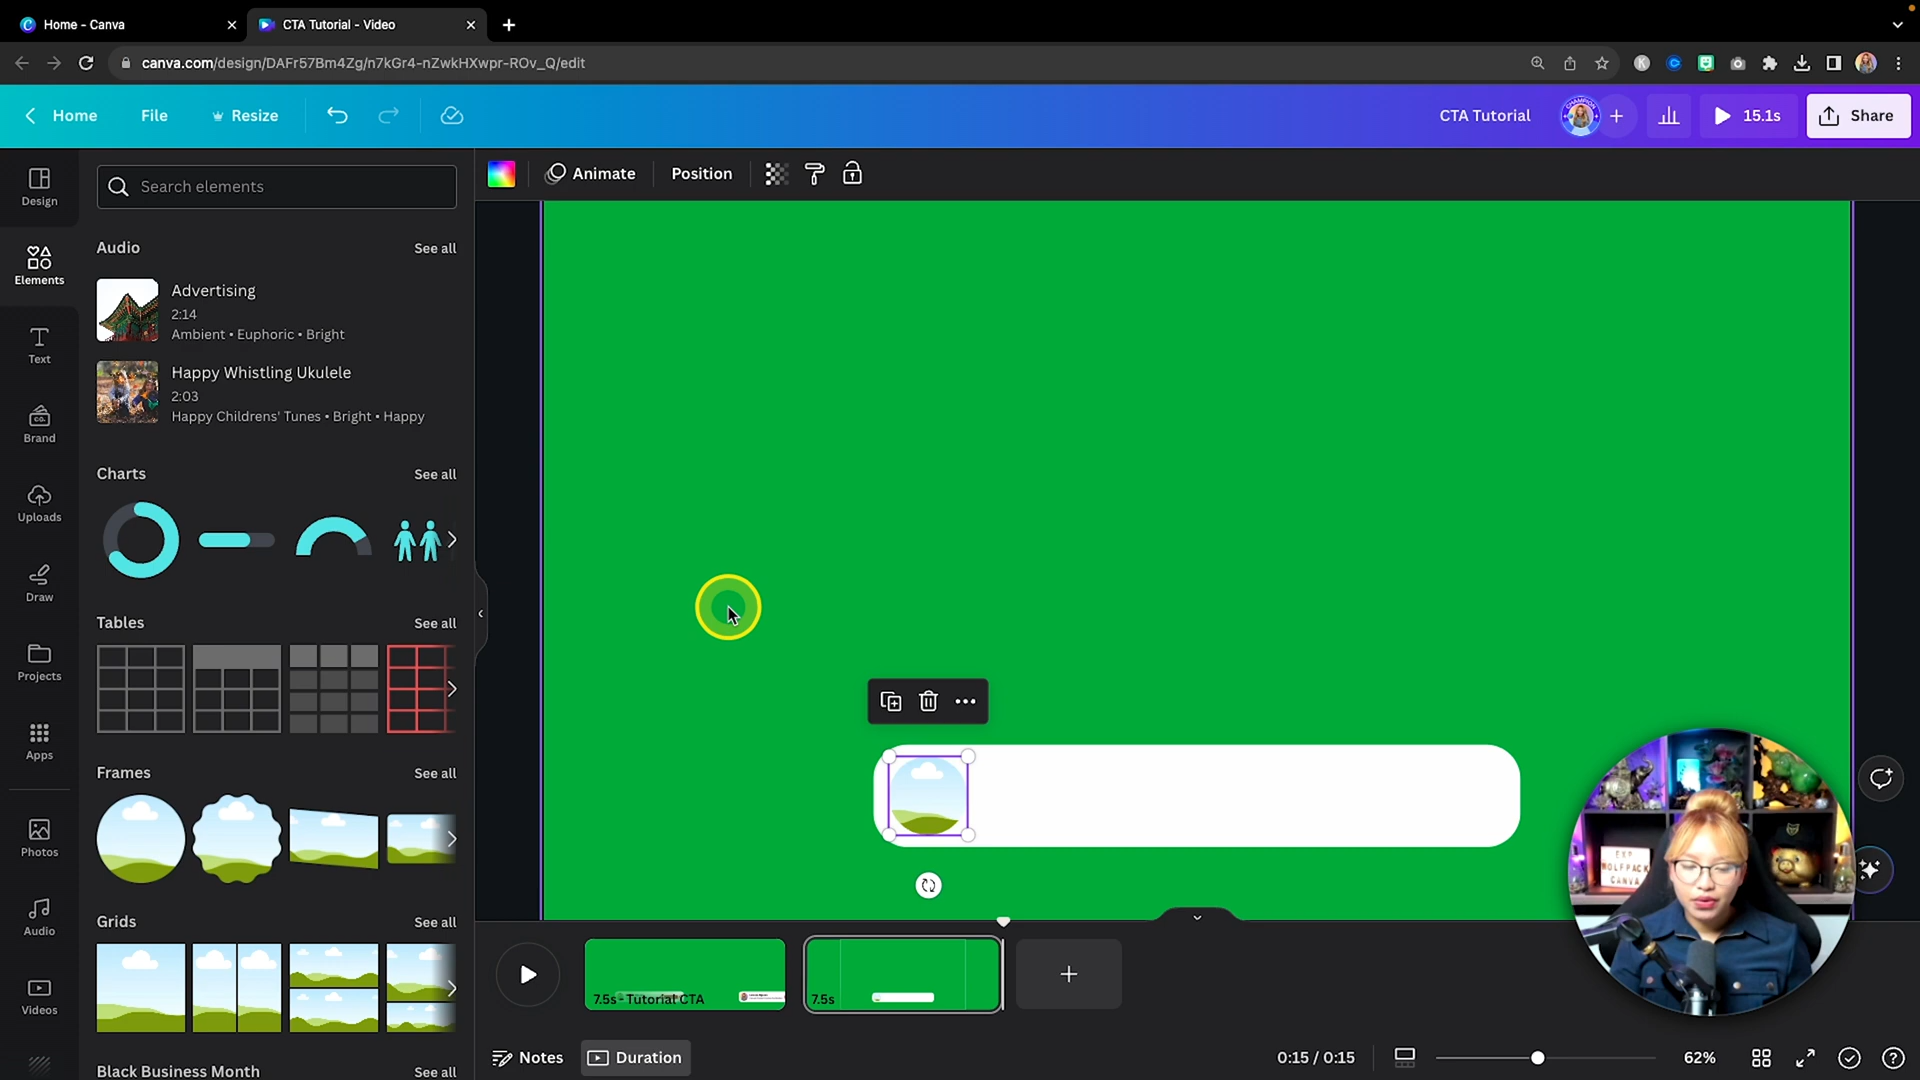 Home - Canva
CTA Tutorial - Video
canva.com/design/DAFr57Bm4Zg/n7kGr4-nZwkHXwpr-ROv_Q/edit
Home
File
Resize
CTA Tutorial
15.1s
Share
Design
Elements
Text
Brand
Uploads
Draw
Projects
Apps
Photos
Audio
Videos
Search elements
Audio
See all
Advertising
2:14
Ambient • Euphoric • Bright
Happy Whistling Ukulele
2:03
Happy Childrens' Tunes • Bright • Happy
Charts
See all
Tables
See all
Frames
See all
Grids
See all
Black Business Month
See all
Animate
Position
EXP
WOLFPACK
CANVA
7.5s - Tutorial CTA
7.5s
Notes
Duration
0:15 / 0:15
62%